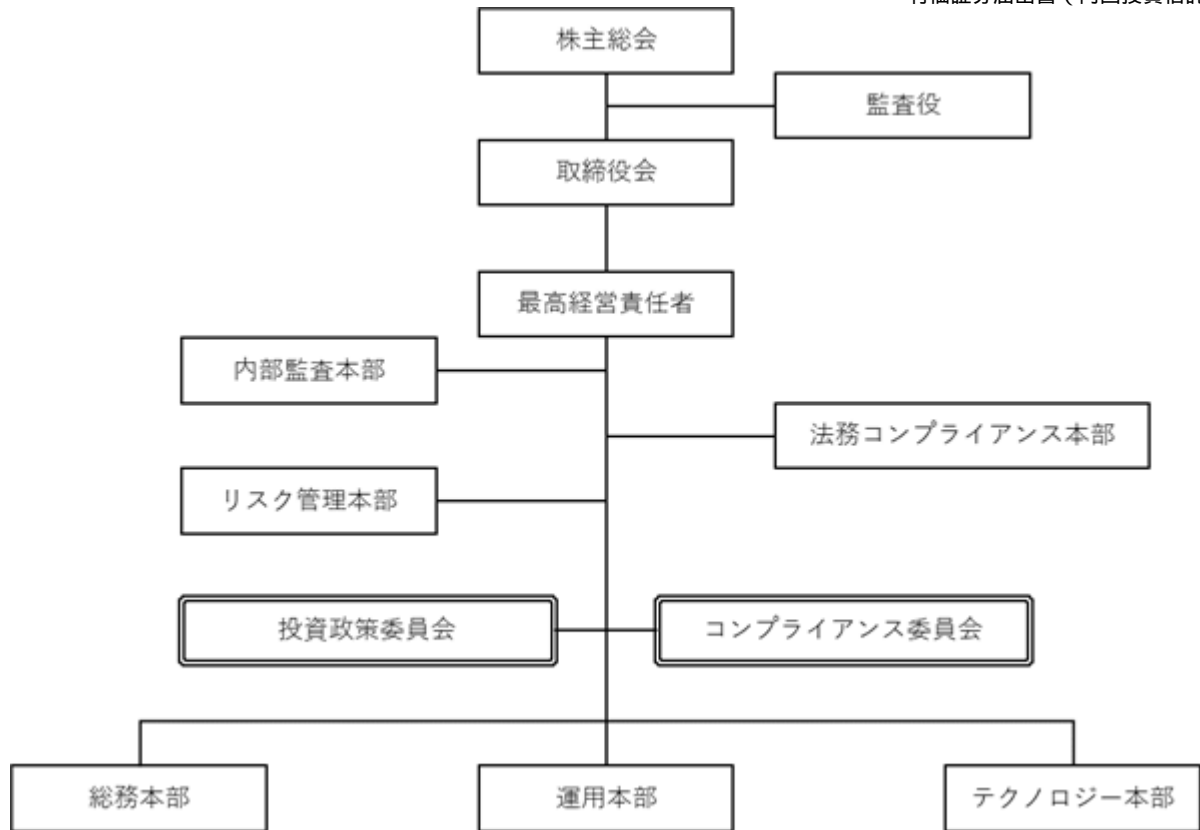 株主総会
監査役
取締役会
最高経営責任者
内部監査本部
法務コンプライアンス本部
リスク管理本部
投資政策委員会
コンプライアンス委員会
総務本部
運用本部
テクノロジー本部